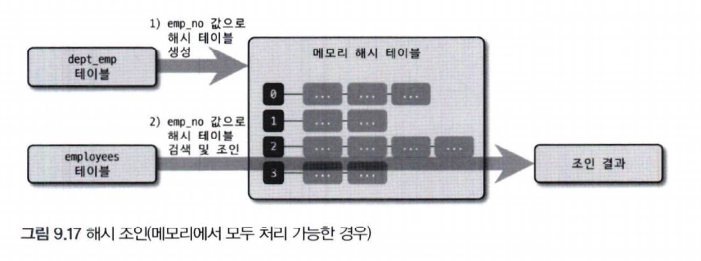 1) emp_no 값으로
해시 테이블
생성
dept_emp
테이블
메모리 해시 테이블
0 ... ... ...
1 ... ...
2) emp_no 값으로
해시 테이블
검색 및 조인
2 ... ... ... ...
employees
테이블
3 ... ...
조인 결과
그림 9.17 해시 조인(메모리에서 모두 처리 가능한 경우)